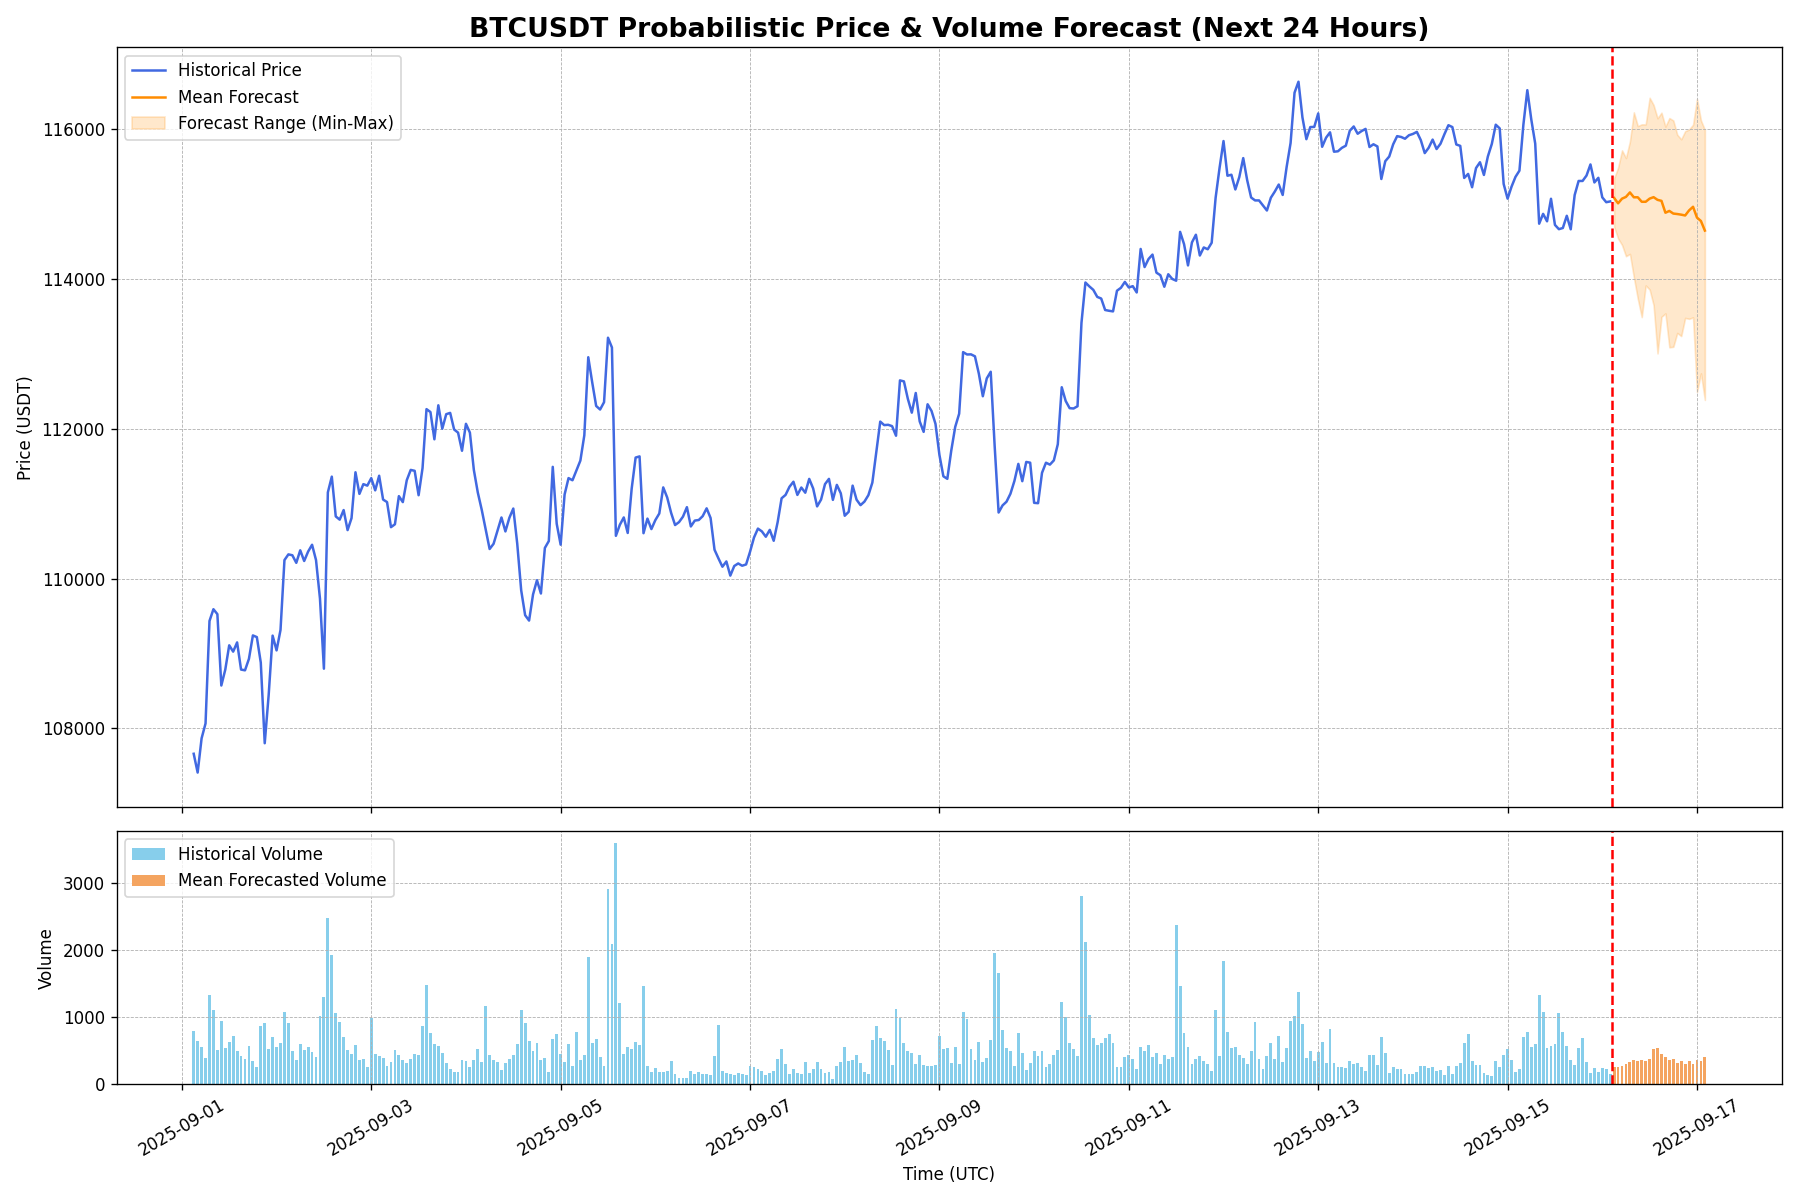 BTCUSDT Probabilistic Price & Volume Forecast (Next 24 Hours)
Historical Price
Mean Forecast
Forecast Range (Min-Max)
Price (USDT)
116000
114000
112000
110000
108000
Historical Volume
Mean Forecasted Volume
Volume
3000
2000
1000
0
2025-09-01
2025-09-03
2025-09-05
2025-09-07
2025-09-09
2025-09-11
2025-09-13
2025-09-15
2025-09-17
Time (UTC)